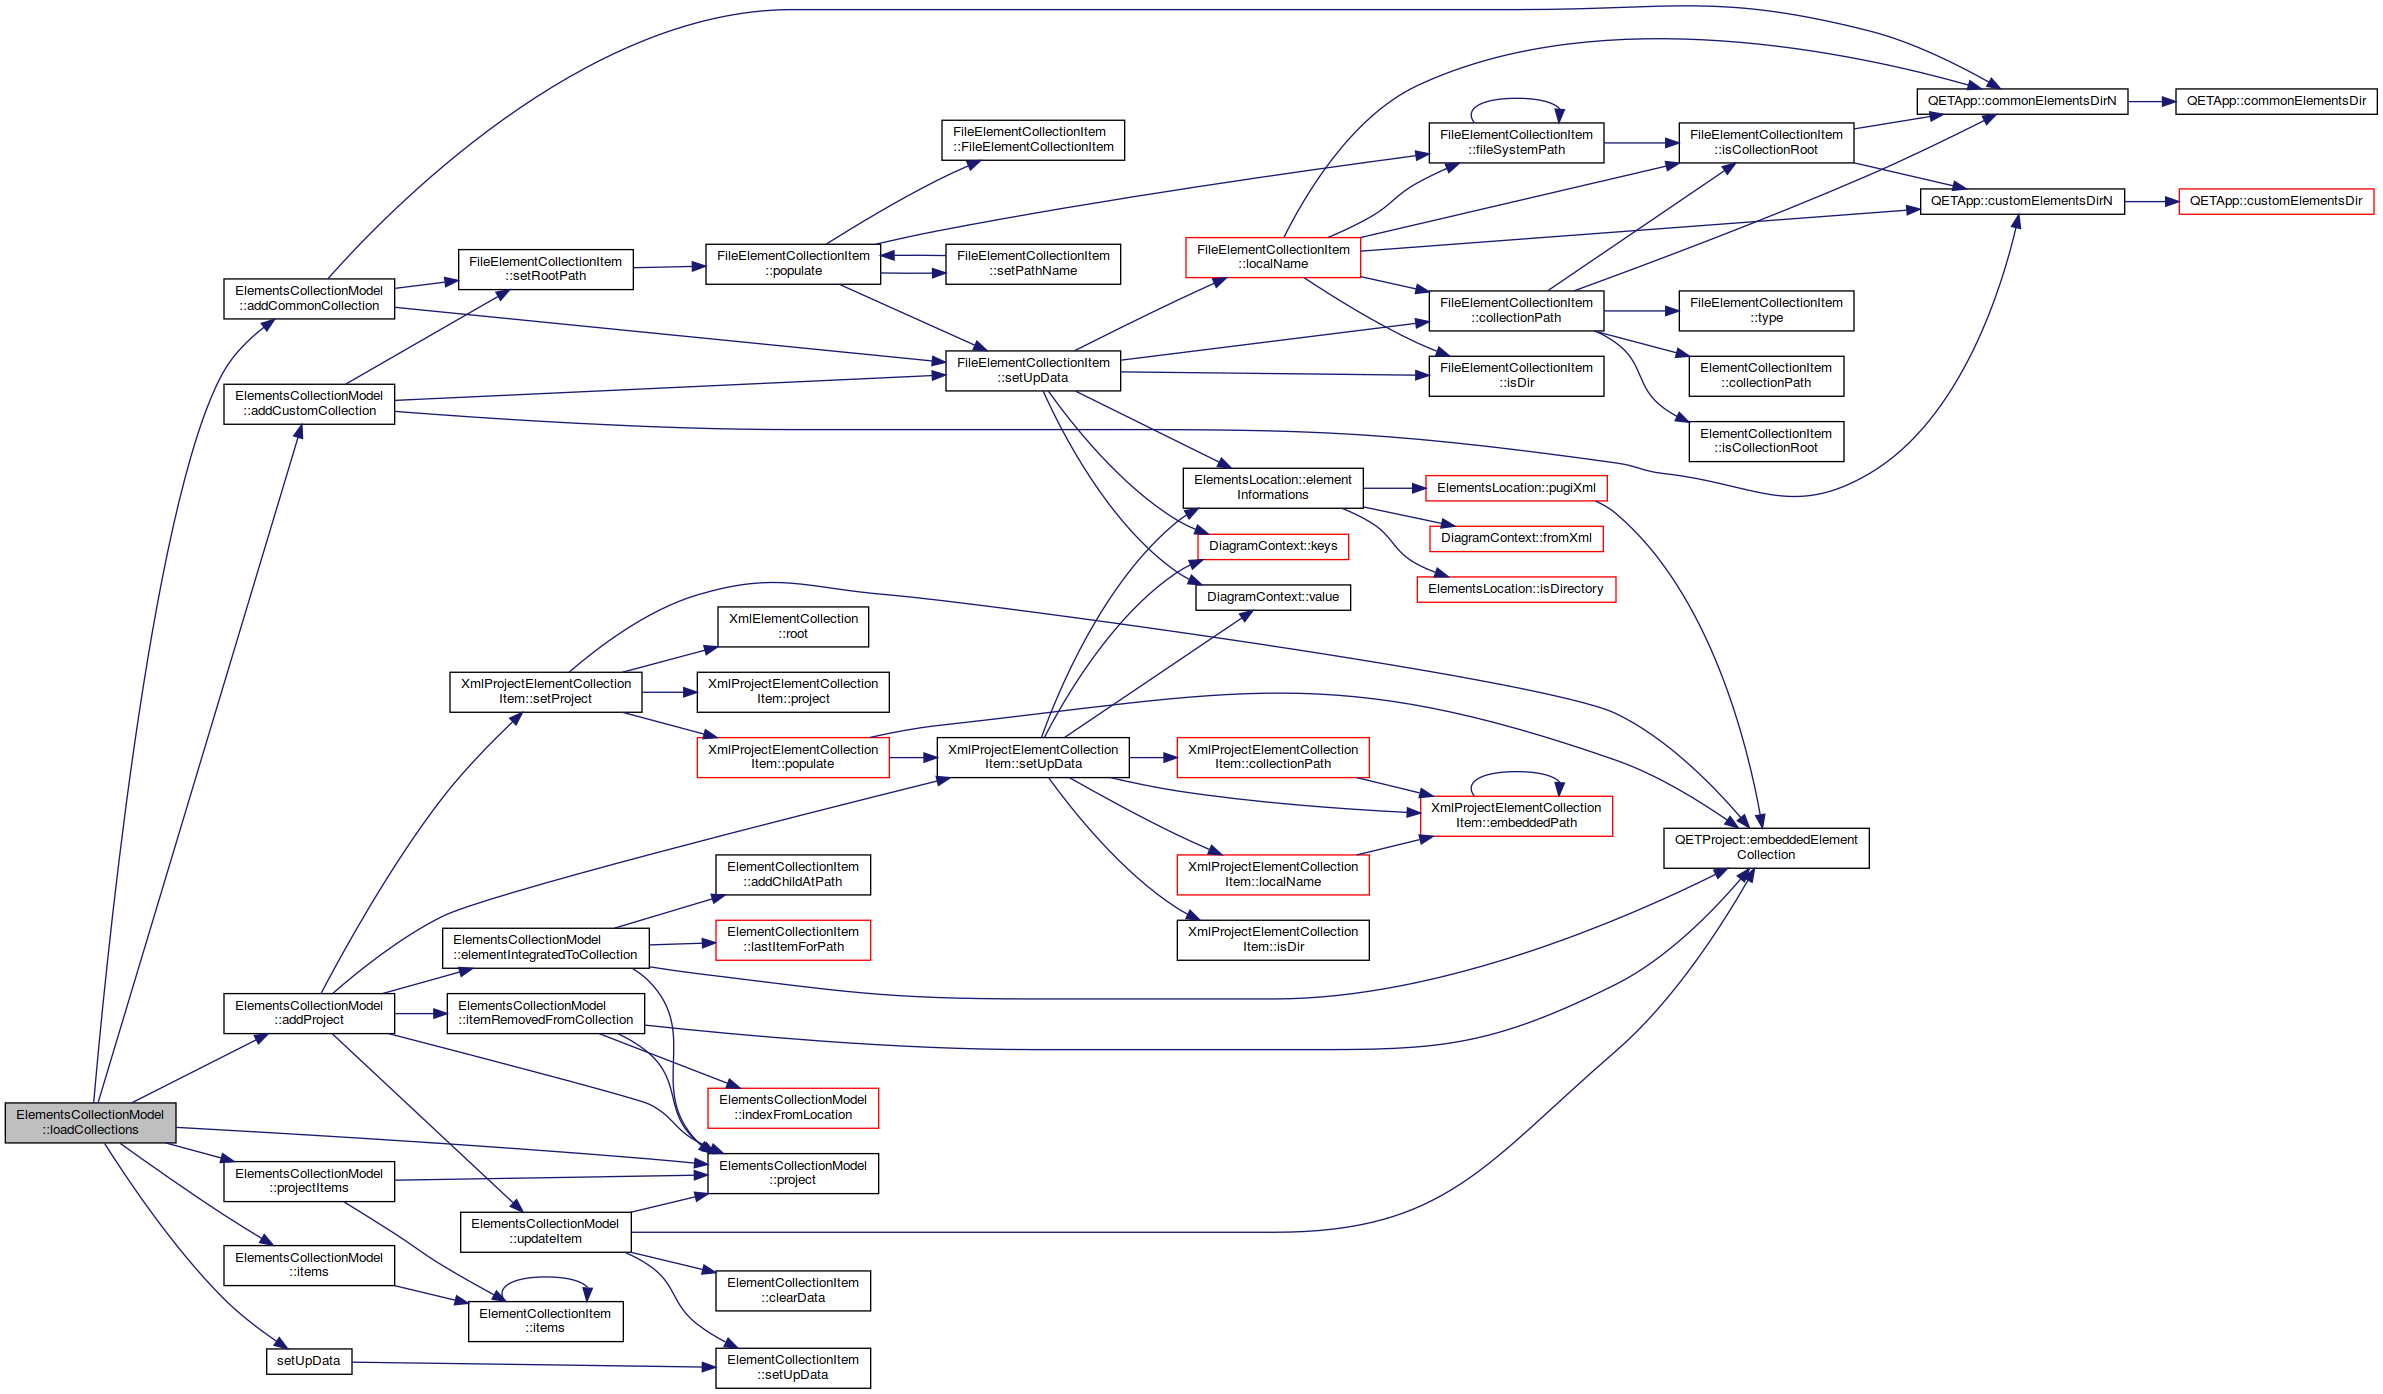 ElementsCollectionModel
::loadCollections
ElementsCollectionModel
::addCommonCollection
ElementsCollectionModel
::addCustomCollection
ElementsCollectionModel
::addProject
ElementsCollectionModel
::projectItems
ElementsCollectionModel
::items
setUpData
FileElementCollectionItem
::setRootPath
XmlProjectElementCollection
Item::setProject
ElementsCollectionModel
::elementIntegratedToCollection
ElementsCollectionModel
::itemRemovedFromCollection
ElementsCollectionModel
::updateItem
ElementCollectionItem
::items
FileElementCollectionItem
::populate
XmlElementCollection
::root
XmlProjectElementCollection
Item::project
XmlProjectElementCollection
Item::populate
ElementCollectionItem
::addChildAtPath
ElementCollectionItem
::lastItemForPath
ElementsCollectionModel
::indexFromLocation
ElementsCollectionModel
::project
ElementCollectionItem
::clearData
ElementCollectionItem
::setUpData
FileElementCollectionItem
::FileElementCollectionItem
FileElementCollectionItem
::setPathName
FileElementCollectionItem
::setUpData
XmlProjectElementCollection
Item::setUpData
FileElementCollectionItem
::localName
ElementsLocation::element
Informations
DiagramContext::keys
DiagramContext::value
XmlProjectElementCollection
Item::collectionPath
XmlProjectElementCollection
Item::localName
XmlProjectElementCollection
Item::isDir
FileElementCollectionItem
::fileSystemPath
FileElementCollectionItem
::collectionPath
FileElementCollectionItem
::isDir
ElementsLocation::pugiXml
DiagramContext::fromXml
ElementsLocation::isDirectory
XmlProjectElementCollection
Item::embeddedPath
FileElementCollectionItem
::isCollectionRoot
FileElementCollectionItem
::type
ElementCollectionItem
::collectionPath
ElementCollectionItem
::isCollectionRoot
QETProject::embeddedElement
Collection
QETApp::commonElementsDirN
QETApp::customElementsDirN
QETApp::commonElementsDir
QETApp::customElementsDir